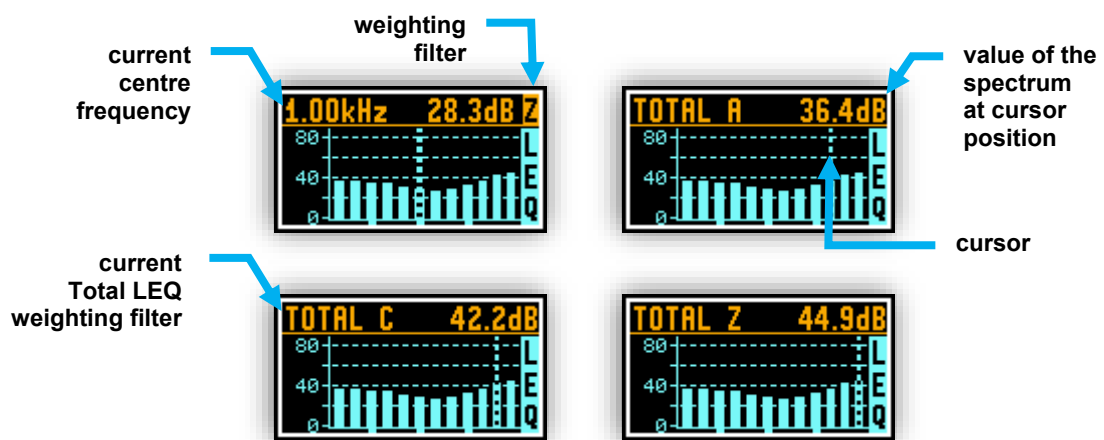 weighting
filter
current
centre
frequency
value of the
spectrum
at cursor
position
1.00kHz 28.3dB Z
80
40
0
L
E
Q
TOTAL A 36.4dB
80
40
0
L
E
Q
cursor
current
Total LEQ
weighting filter
TOTAL C 42.2dB
80
40
0
L
E
Q
TOTAL Z 44.9dB
80
40
0
L
E
Q